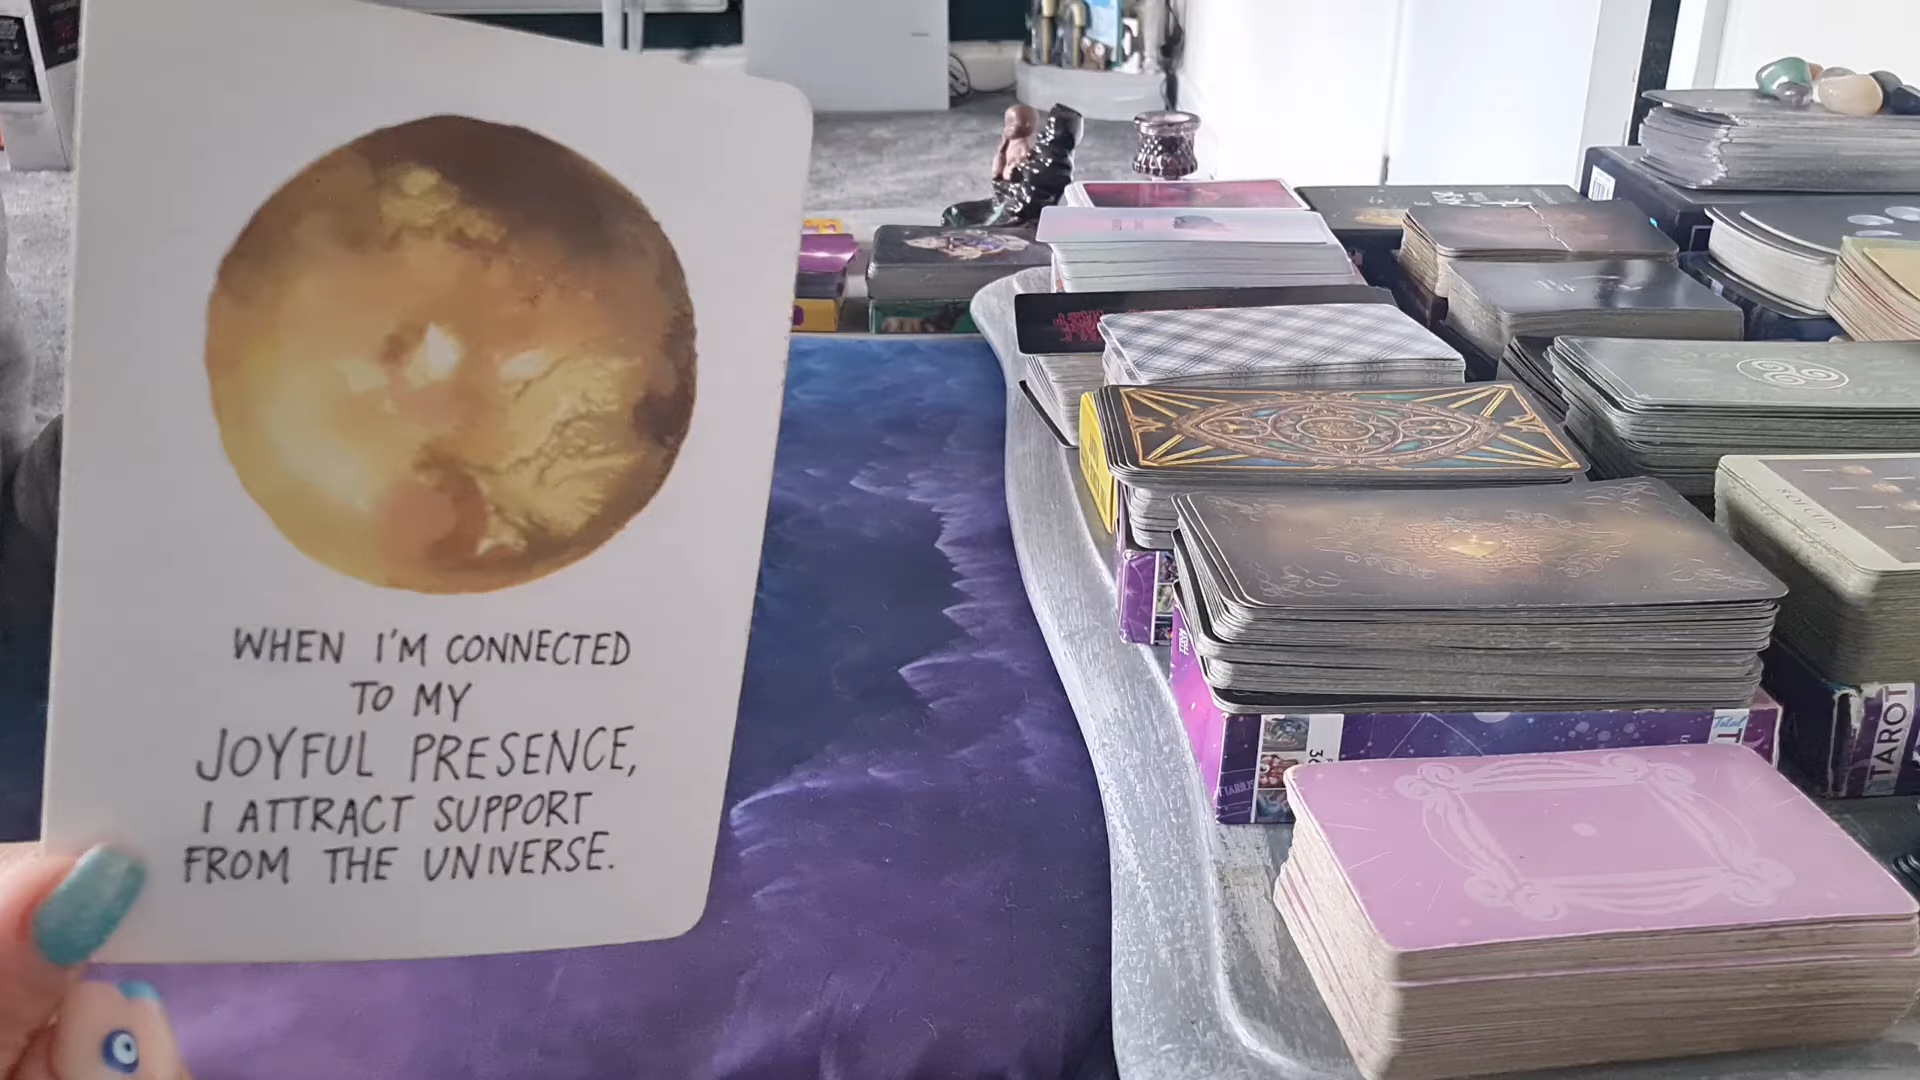 WHEN I'M CONNECTED
TO MY
JOYFUL PRESENCE,
I ATTRACT SUPPORT
FROM THE UNIVERSE.
TAROT